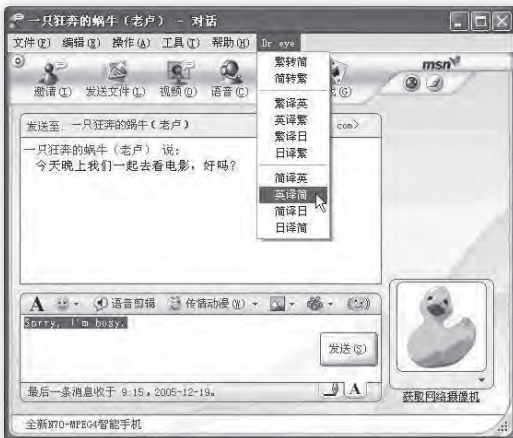 一只狂奔的蜗牛（老卢） - 对话
文件(F) 编辑(E) 操作(A) 工具(T) 帮助(H) Dr eye
繁转简
简转繁
繁译英
英译繁
繁译日
日译繁
简译英
英译简
简译日
日译简
邀请(I) 发送文件(L) 视频(O) 语音(C) (G)
msn
发送至: 一只狂奔的蜗牛(老卢) com>
一只狂奔的蜗牛（老卢） 说:
今天晚上我们一起去看电影，好吗?
A 语音剪辑 传情动漫(W)
Sorry, I'm busy.
发送(S)
最后一条消息收于 9:15，2005-12-19。
A
获取网络摄像机
全新N70-MPEG4智能手机